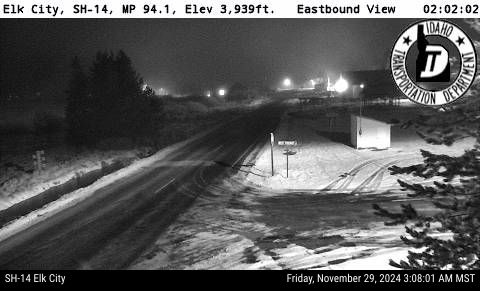 Elk City, SH-14, MP 94.1, Elev 3,939ft. Eastbound View 02:02:02
IDAHO
TRANSPORTATION DEPARTMENT
SH-14 Elk City Friday, November 29, 2024 3:08:01 AM MST